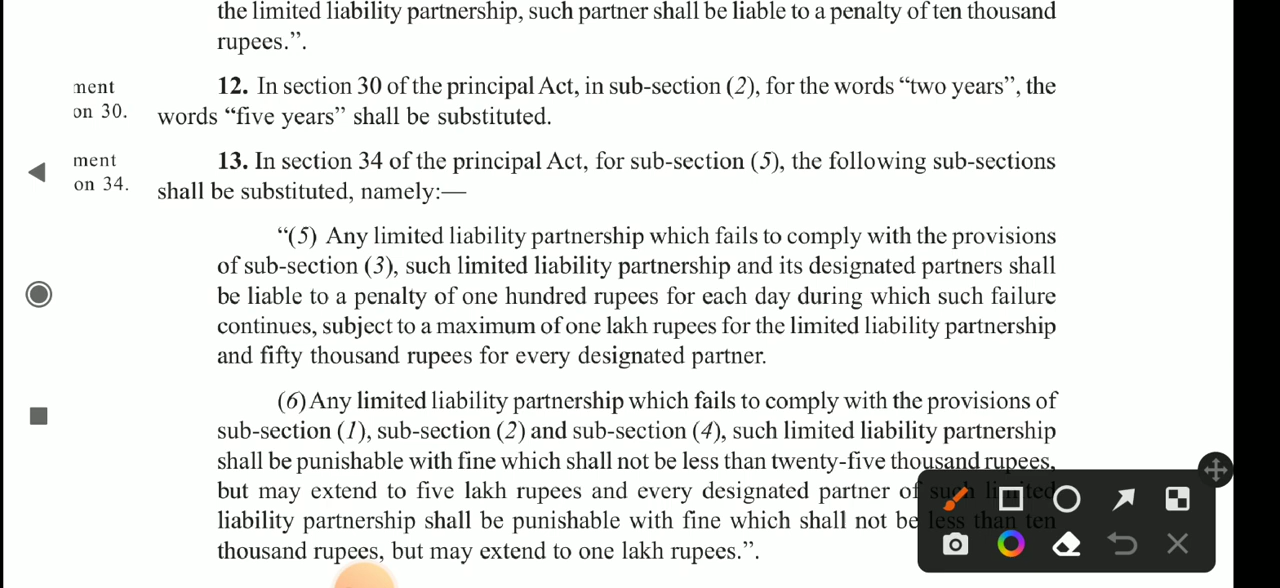 the limited liability partnership, such partner shall be liable to a penalty of ten thousand
rupees.”.
ment
on 30.
12. In section 30 of the principal Act, in sub-section (2), for the words “two years”, the
words “five years” shall be substituted.
ment
on 34.
13. In section 34 of the principal Act, for sub-section (5), the following sub-sections
shall be substituted, namely:—
“(5) Any limited liability partnership which fails to comply with the provisions
of sub-section (3), such limited liability partnership and its designated partners shall
be liable to a penalty of one hundred rupees for each day during which such failure
continues, subject to a maximum of one lakh rupees for the limited liability partnership
and fifty thousand rupees for every designated partner.
(6) Any limited liability partnership which fails to comply with the provisions of
sub-section (1), sub-section (2) and sub-section (4), such limited liability partnership
shall be punishable with fine which shall not be less than twenty-five thousand rupees,
but may extend to five lakh rupees and every designated partner of such limited
liability partnership shall be punishable with fine which shall not be less than ten
thousand rupees, but may extend to one lakh rupees.”.